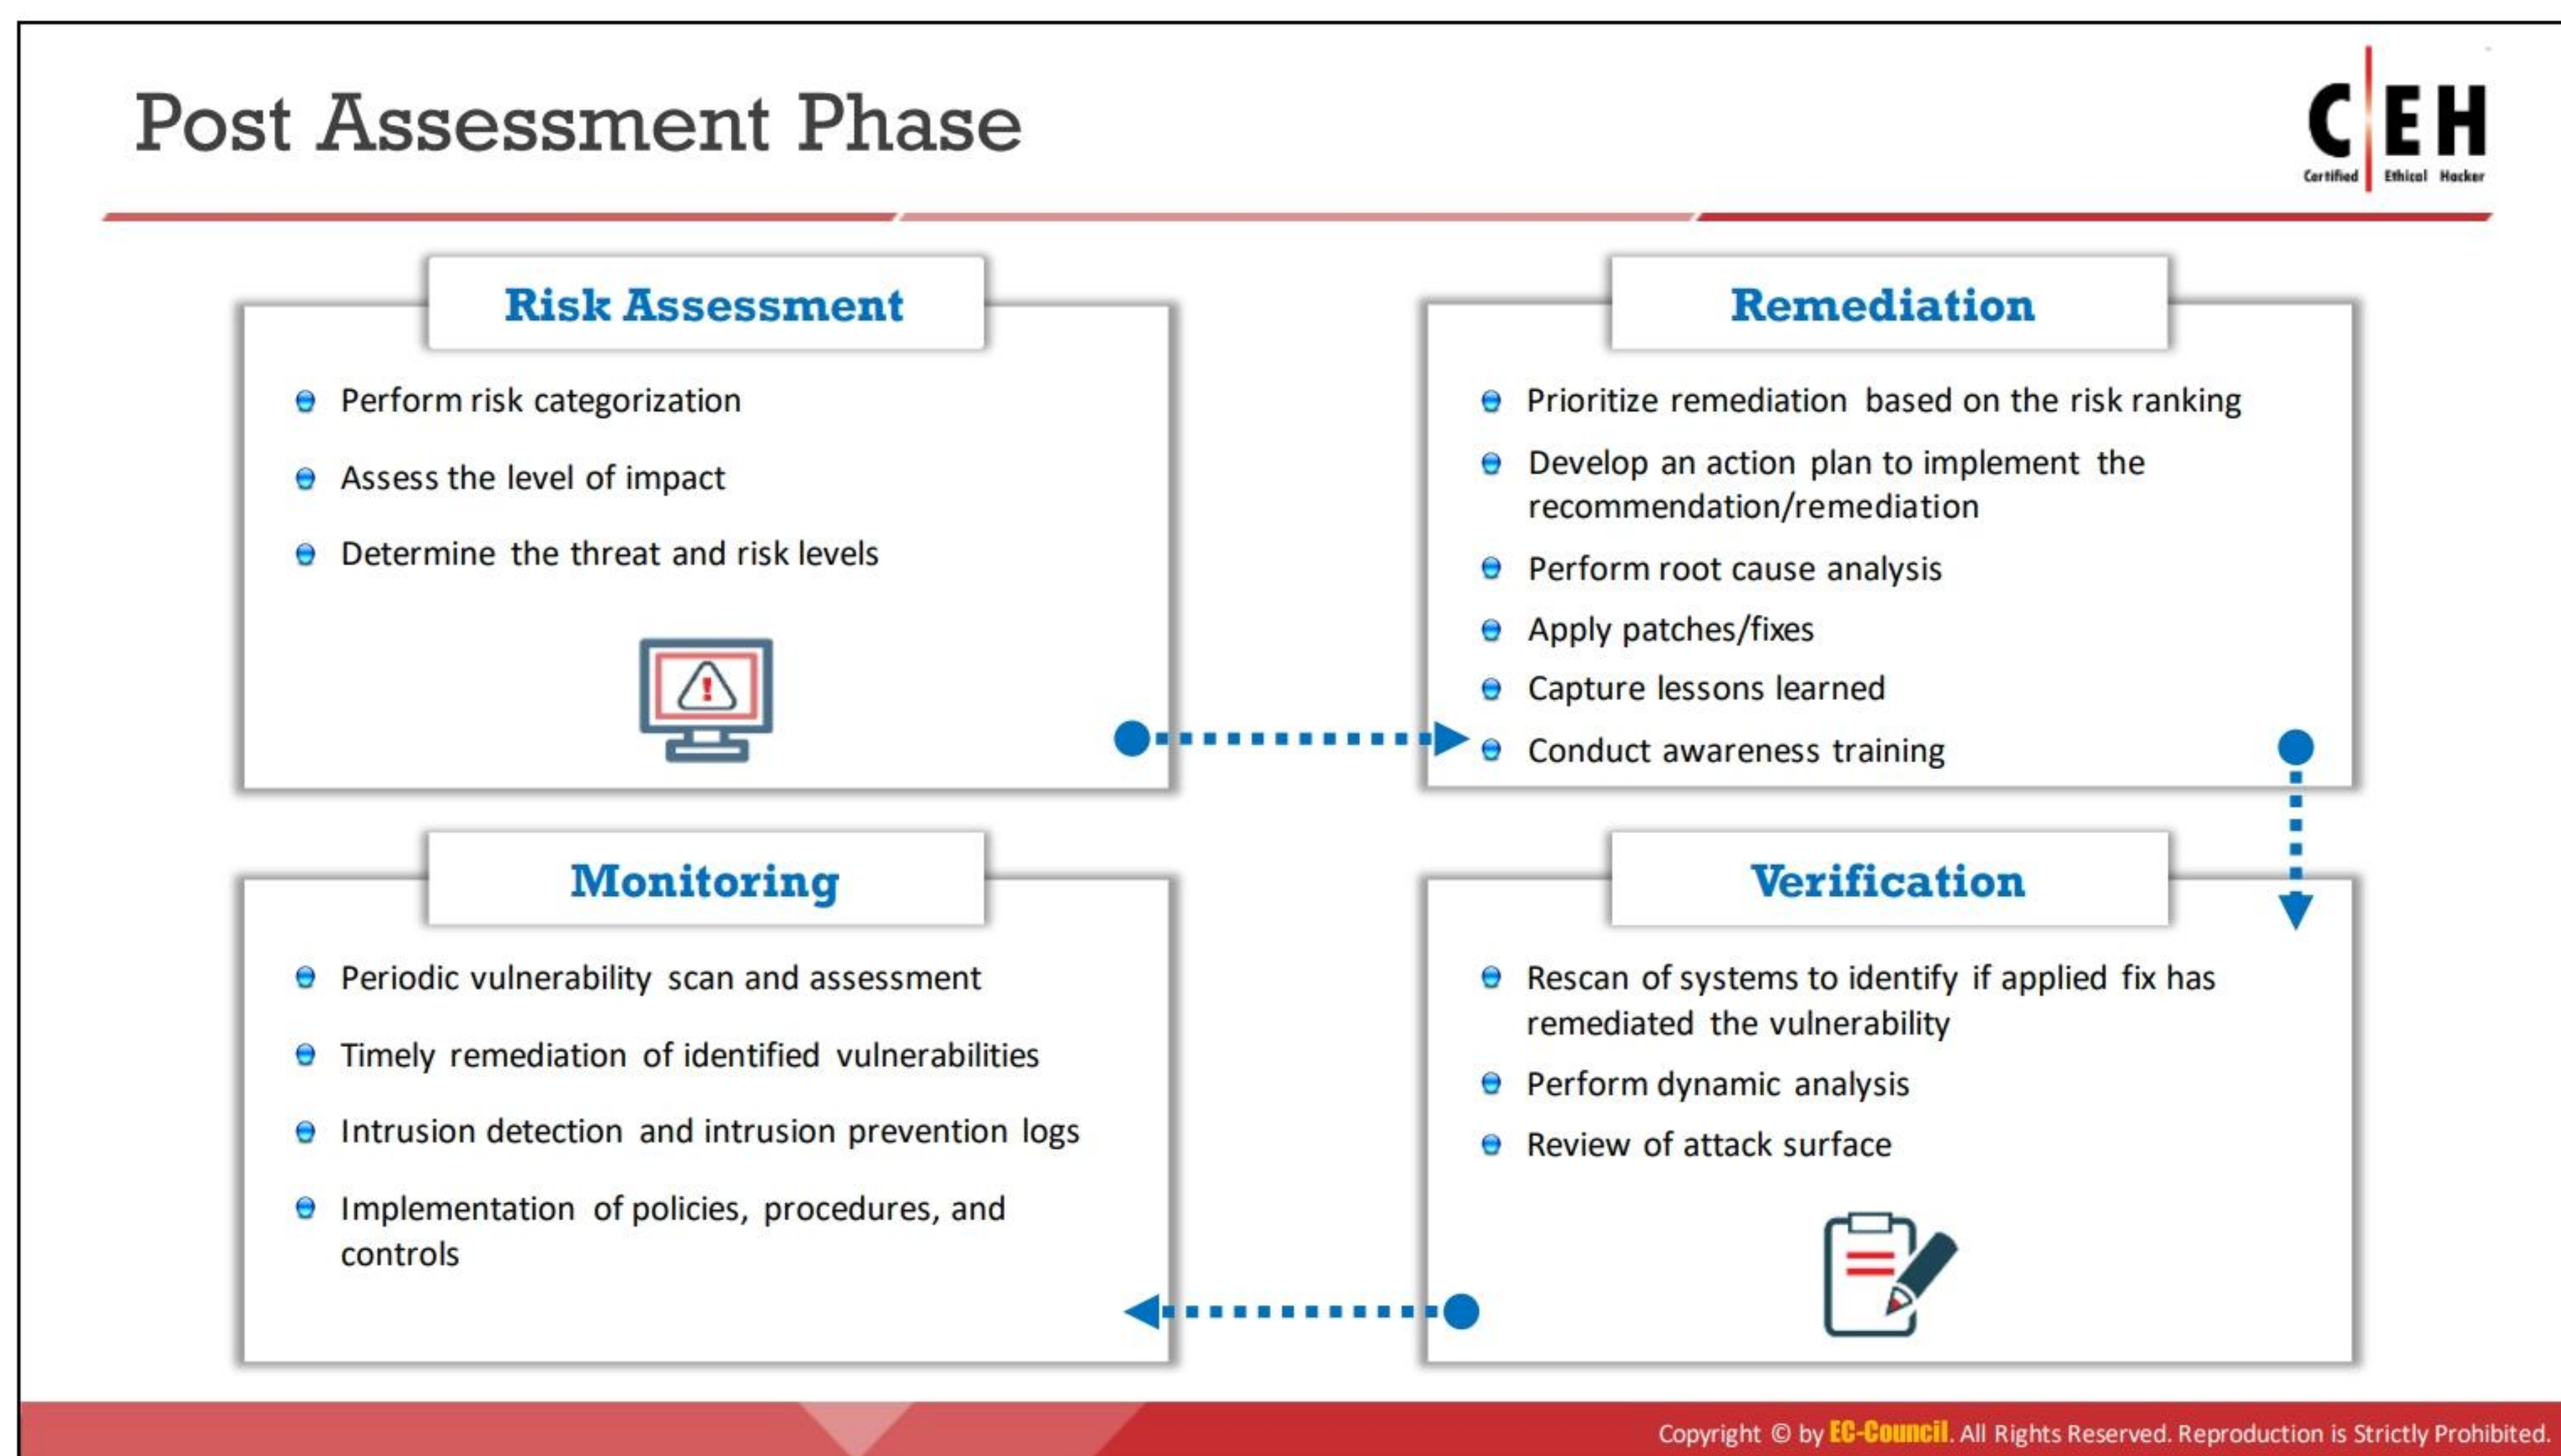 Post Assessment Phase
C|EH
Certified Ethical Hacker
Risk Assessment
Perform risk categorization
Assess the level of impact
Determine the threat and risk levels
Remediation
Prioritize remediation based on the risk ranking
Develop an action plan to implement the
recommendation/remediation
Perform root cause analysis
Apply patches/fixes
Capture lessons learned
Conduct awareness training
Monitoring
Periodic vulnerability scan and assessment
Timely remediation of identified vulnerabilities
Intrusion detection and intrusion prevention logs
Implementation of policies, procedures, and
controls
Verification
Rescan of systems to identify if applied fix has
remediated the vulnerability
Perform dynamic analysis
Review of attack surface
Copyright © by EC-Council. All Rights Reserved. Reproduction is Strictly Prohibited.